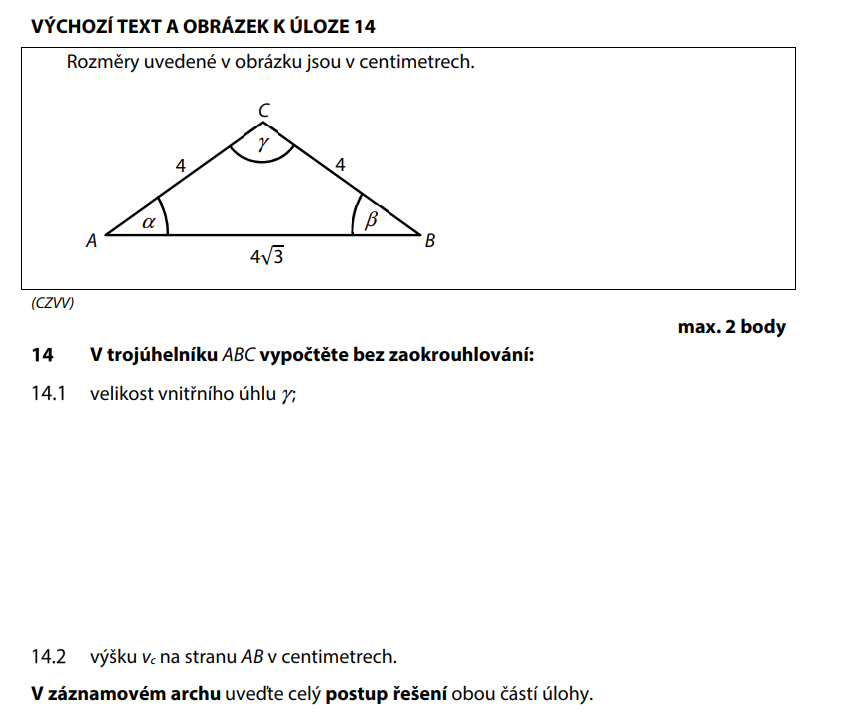 VÝCHOZÍ TEXT A OBRÁZEK K ÚLOZE 14
Rozměry uvedené v obrázku jsou v centimetrech.
C
γ
4 4
α β
A B
4√3
(CZVV)
max. 2 body
14 V trojúhelníku ABC vypočtěte bez zaokrouhlování:
14.1 velikost vnitřního úhlu γ;
14.2 výšku vc na stranu AB v centimetrech.
V záznamovém archu uveďte celý postup řešení obou částí úlohy.